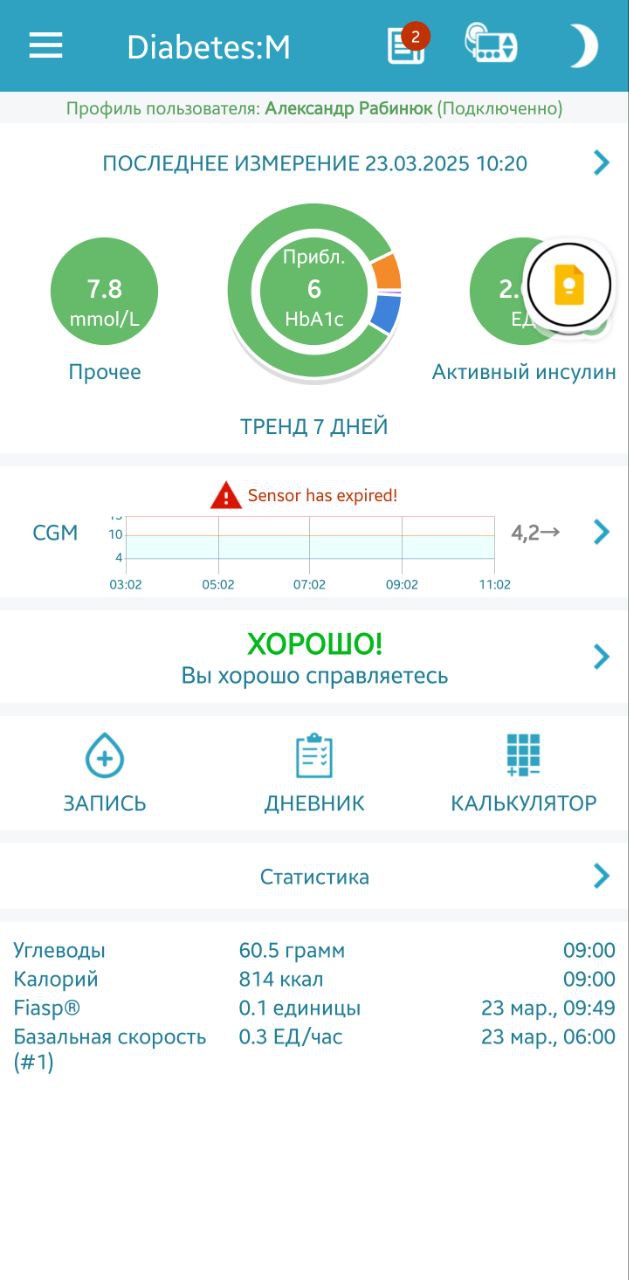 Diabetes:M
2
Профиль пользователя: Александр Рабинюк (Подключенно)
ПОСЛЕДНЕЕ ИЗМЕРЕНИЕ 23.03.2025 10:20
7.8
mmol/L
Прочее
Прибл.
6
HbA1c
2.
ЕД
Активный инсулин
ТРЕНД 7 ДНЕЙ
Sensor has expired!
CGM
10
4
03:02 05:02 07:02 09:02 11:02
4,2→
ХОРОШО!
Вы хорошо справляетесь
ЗАПИСЬ
ДНЕВНИК
КАЛЬКУЛЯТОР
Статистика
Углеводы 60.5 грамм 09:00
Калорий 814 ккал 09:00
Fiasp® 0.1 единицы 23 мар., 09:49
Базальная скорость 0.3 ЕД/час 23 мар., 06:00
(#1)